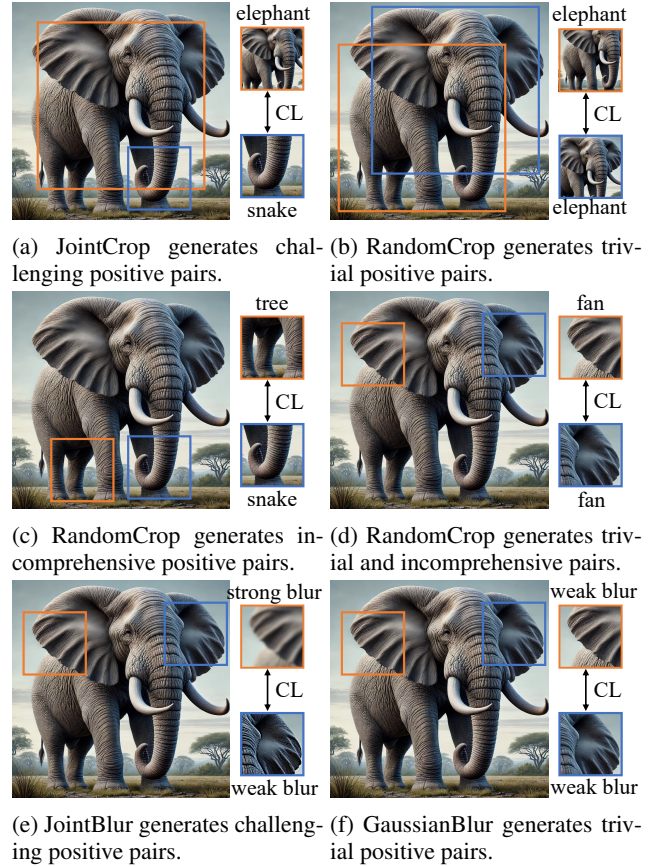 elephant
CL
snake
elephant
CL
elephant
(a) JointCrop generates chal-
lenging positive pairs.
(b) RandomCrop generates triv-
ial positive pairs.
tree
CL
snake
fan
CL
fan
(c) RandomCrop generates in-
comprehensive positive pairs.
(d) RandomCrop generates triv-
ial and incomprehensive pairs.
strong blur
CL
weak blur
weak blur
CL
weak blur
(e) JointBlur generates challeng-
ing positive pairs.
(f) GaussianBlur generates triv-
ial positive pairs.